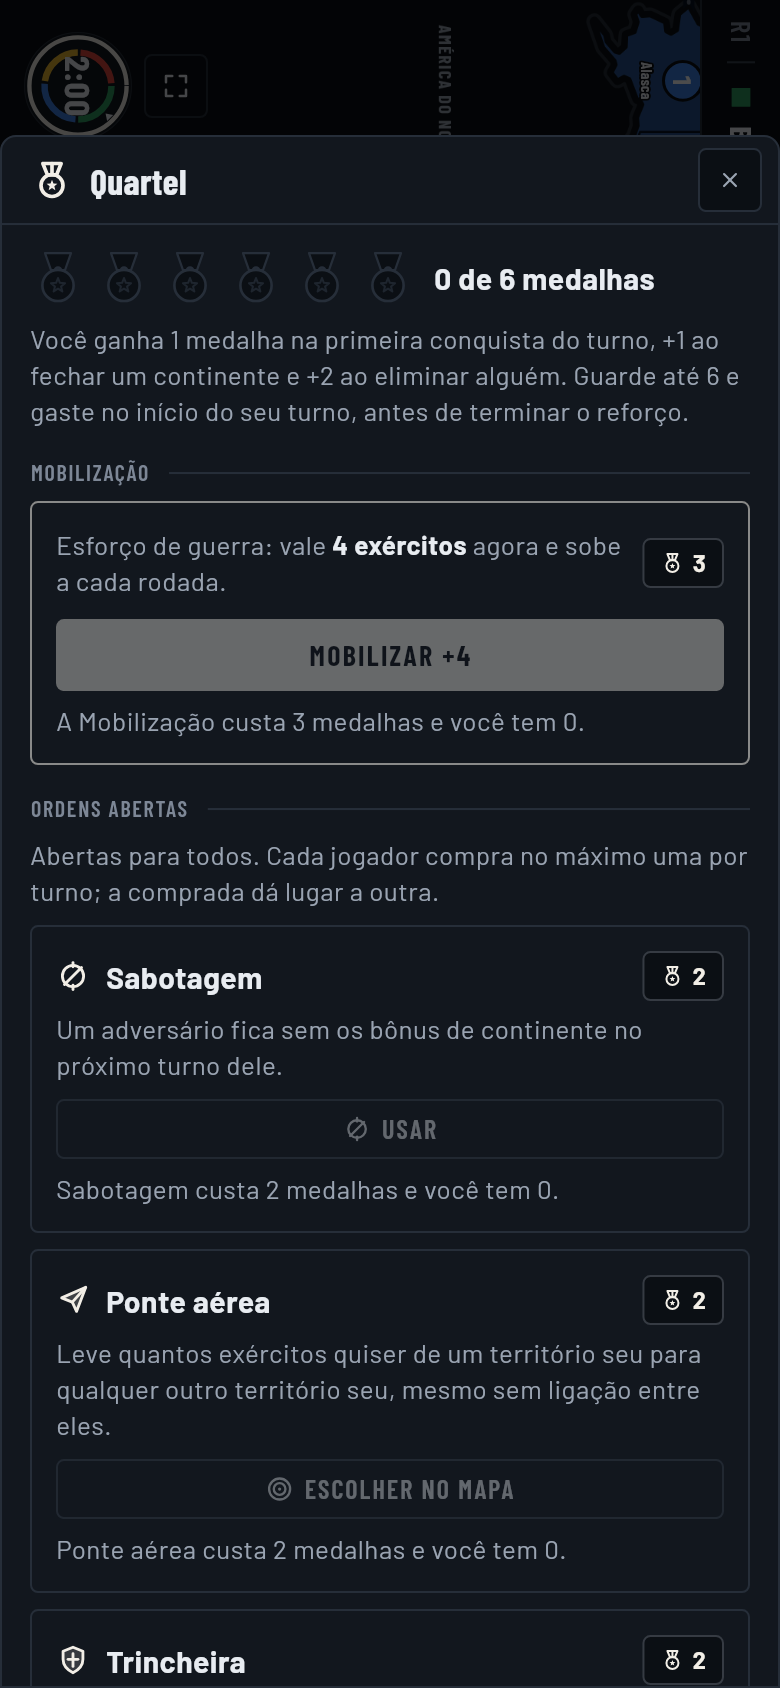 2:00
AMÉRICA DO NO
Alasca
1
R1
Quartel
0 de 6 medalhas
Você ganha 1 medalha na primeira conquista do turno, +1 ao
fechar um continente e +2 ao eliminar alguém. Guarde até 6 e
gaste no início do seu turno, antes de terminar o reforço.
MOBILIZAÇÃO
Esforço de guerra: vale 4 exércitos agora e sobe
a cada rodada.
3
MOBILIZAR +4
A Mobilização custa 3 medalhas e você tem 0.
ORDENS ABERTAS
Abertas para todos. Cada jogador compra no máximo uma por
turno; a comprada dá lugar a outra.
Sabotagem
2
Um adversário fica sem os bônus de continente no
próximo turno dele.
USAR
Sabotagem custa 2 medalhas e você tem 0.
Ponte aérea
2
Leve quantos exércitos quiser de um território seu para
qualquer outro território seu, mesmo sem ligação entre
eles.
ESCOLHER NO MAPA
Ponte aérea custa 2 medalhas e você tem 0.
Trincheira
2